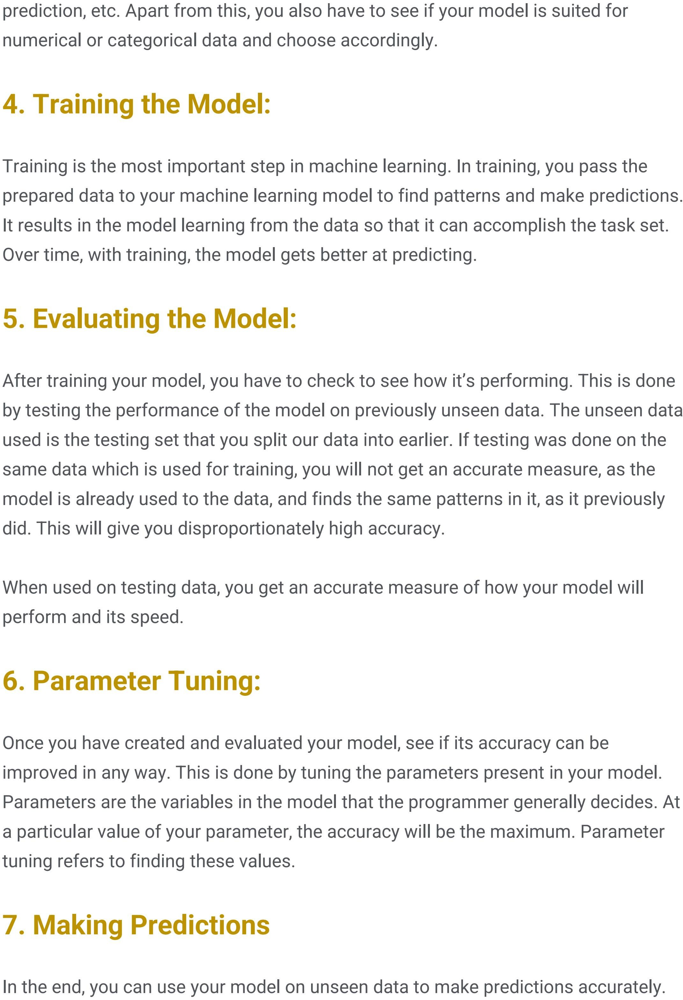 prediction, etc. Apart from this, you also have to see if your model is suited for
numerical or categorical data and choose accordingly.
4. Training the Model:
Training is the most important step in machine learning. In training, you pass the
prepared data to your machine learning model to find patterns and make predictions.
It results in the model learning from the data so that it can accomplish the task set.
Over time, with training, the model gets better at predicting.
5. Evaluating the Model:
After training your model, you have to check to see how it’s performing. This is done
by testing the performance of the model on previously unseen data. The unseen data
used is the testing set that you split our data into earlier. If testing was done on the
same data which is used for training, you will not get an accurate measure, as the
model is already used to the data, and finds the same patterns in it, as it previously
did. This will give you disproportionately high accuracy.
When used on testing data, you get an accurate measure of how your model will
perform and its speed.
6. Parameter Tuning:
Once you have created and evaluated your model, see if its accuracy can be
improved in any way. This is done by tuning the parameters present in your model.
Parameters are the variables in the model that the programmer generally decides. At
a particular value of your parameter, the accuracy will be the maximum. Parameter
tuning refers to finding these values.
7. Making Predictions
In the end, you can use your model on unseen data to make predictions accurately.